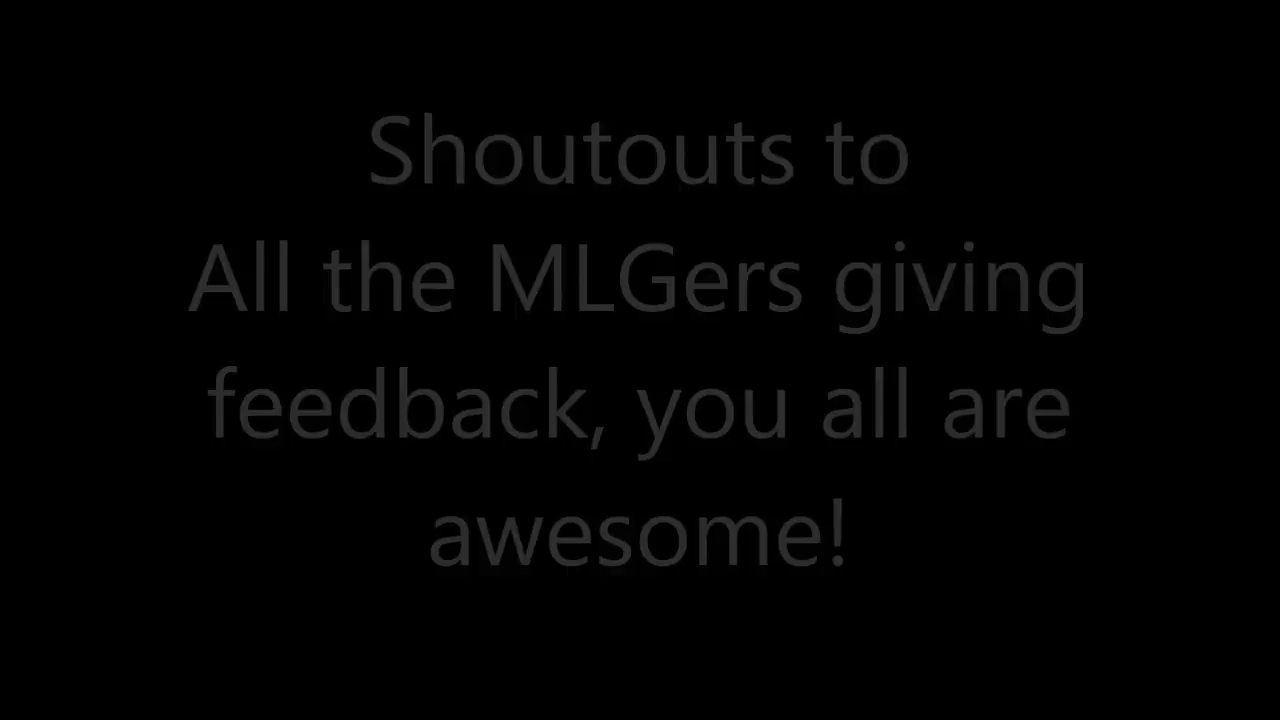 Shoutouts to
All the MLGers giving
feedback, you all are
awesome!